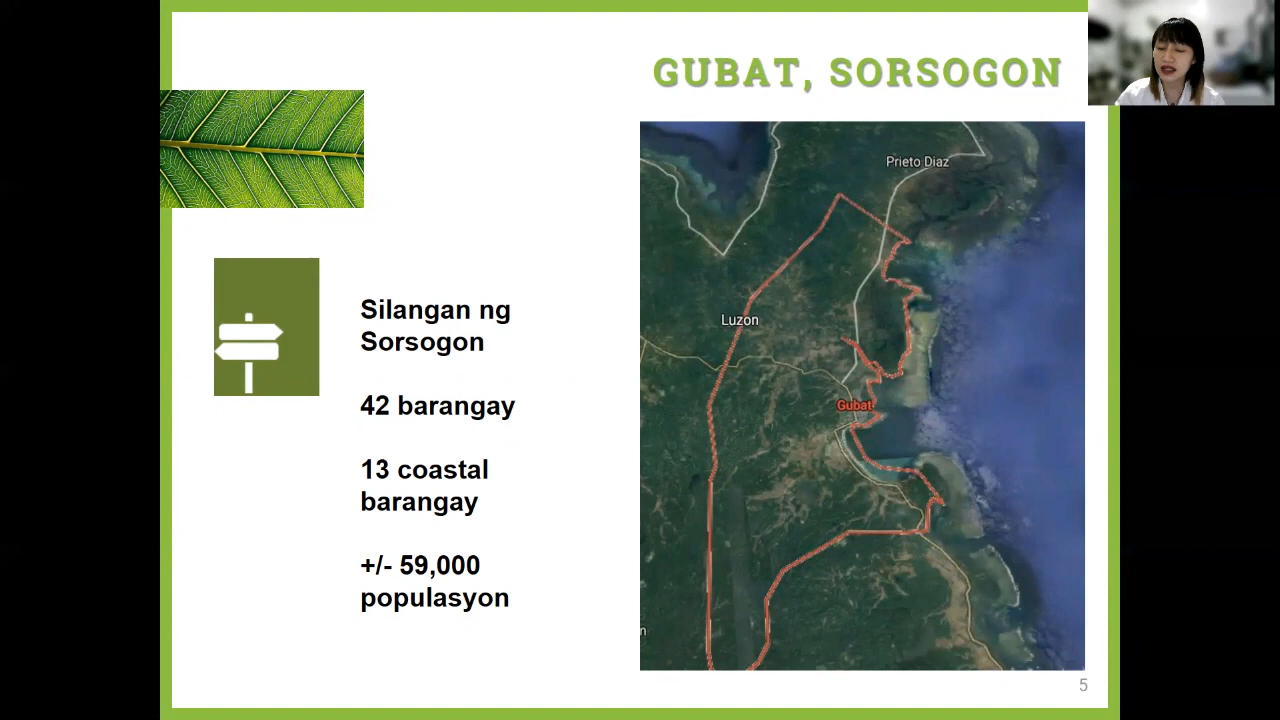 GUBAT, SORSOGON
Silangan ng
Sorsogon
42 barangay
13 coastal
barangay
+/- 59,000
populasyon
Prieto Diaz
Luzon
Gubat
n
5